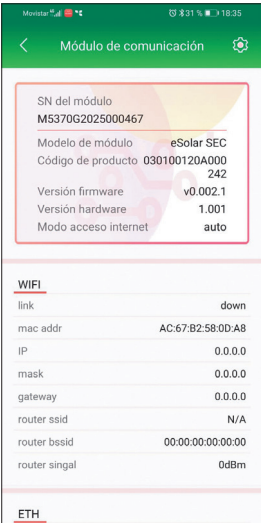 Movistar 31 % 18:35
Módulo de comunicación
SN del módulo
M5370G2025000467
Modelo de módulo eSolar SEC
Código de producto 030100120A000
242
Versión firmware v0.002.1
Versión hardware 1.001
Modo acceso internet auto
WIFI
link down
mac addr AC:67:B2:58:0D:A8
IP 0.0.0.0
mask 0.0.0.0
gateway 0.0.0.0
router ssid N/A
router bssid 00:00:00:00:00:00
router singal 0dBm
ETH